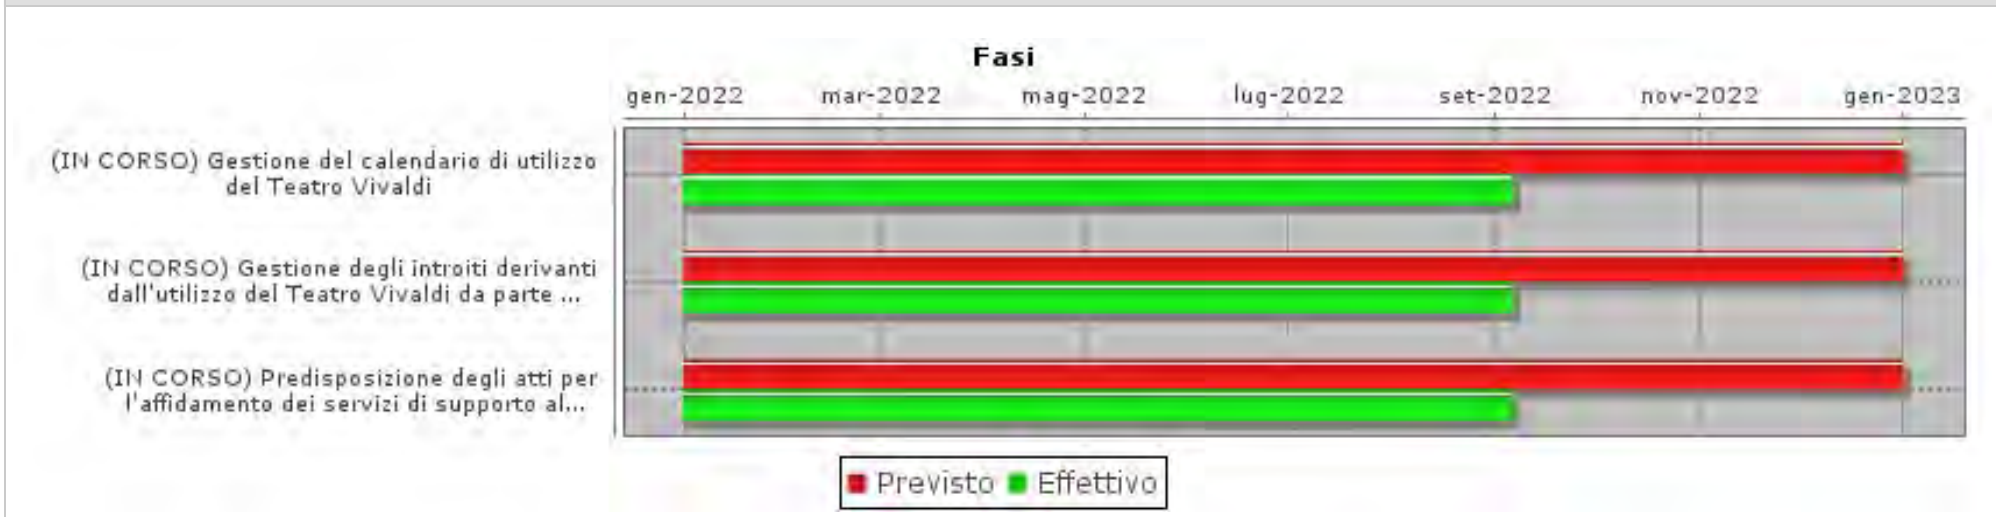 Fasi
gen-2022 mar-2022 mag-2022 lug-2022 set-2022 nov-2022 gen-2023
(IN CORSO) Gestione del calendario di utilizzo
del Teatro Vivaldi
(IN CORSO) Gestione degli introiti derivanti
dall'utilizzo del Teatro Vivaldi da parte ...
(IN CORSO) Predisposizione degli atti per
l'affidamento dei servizi di supporto al...
Previsto Effettivo